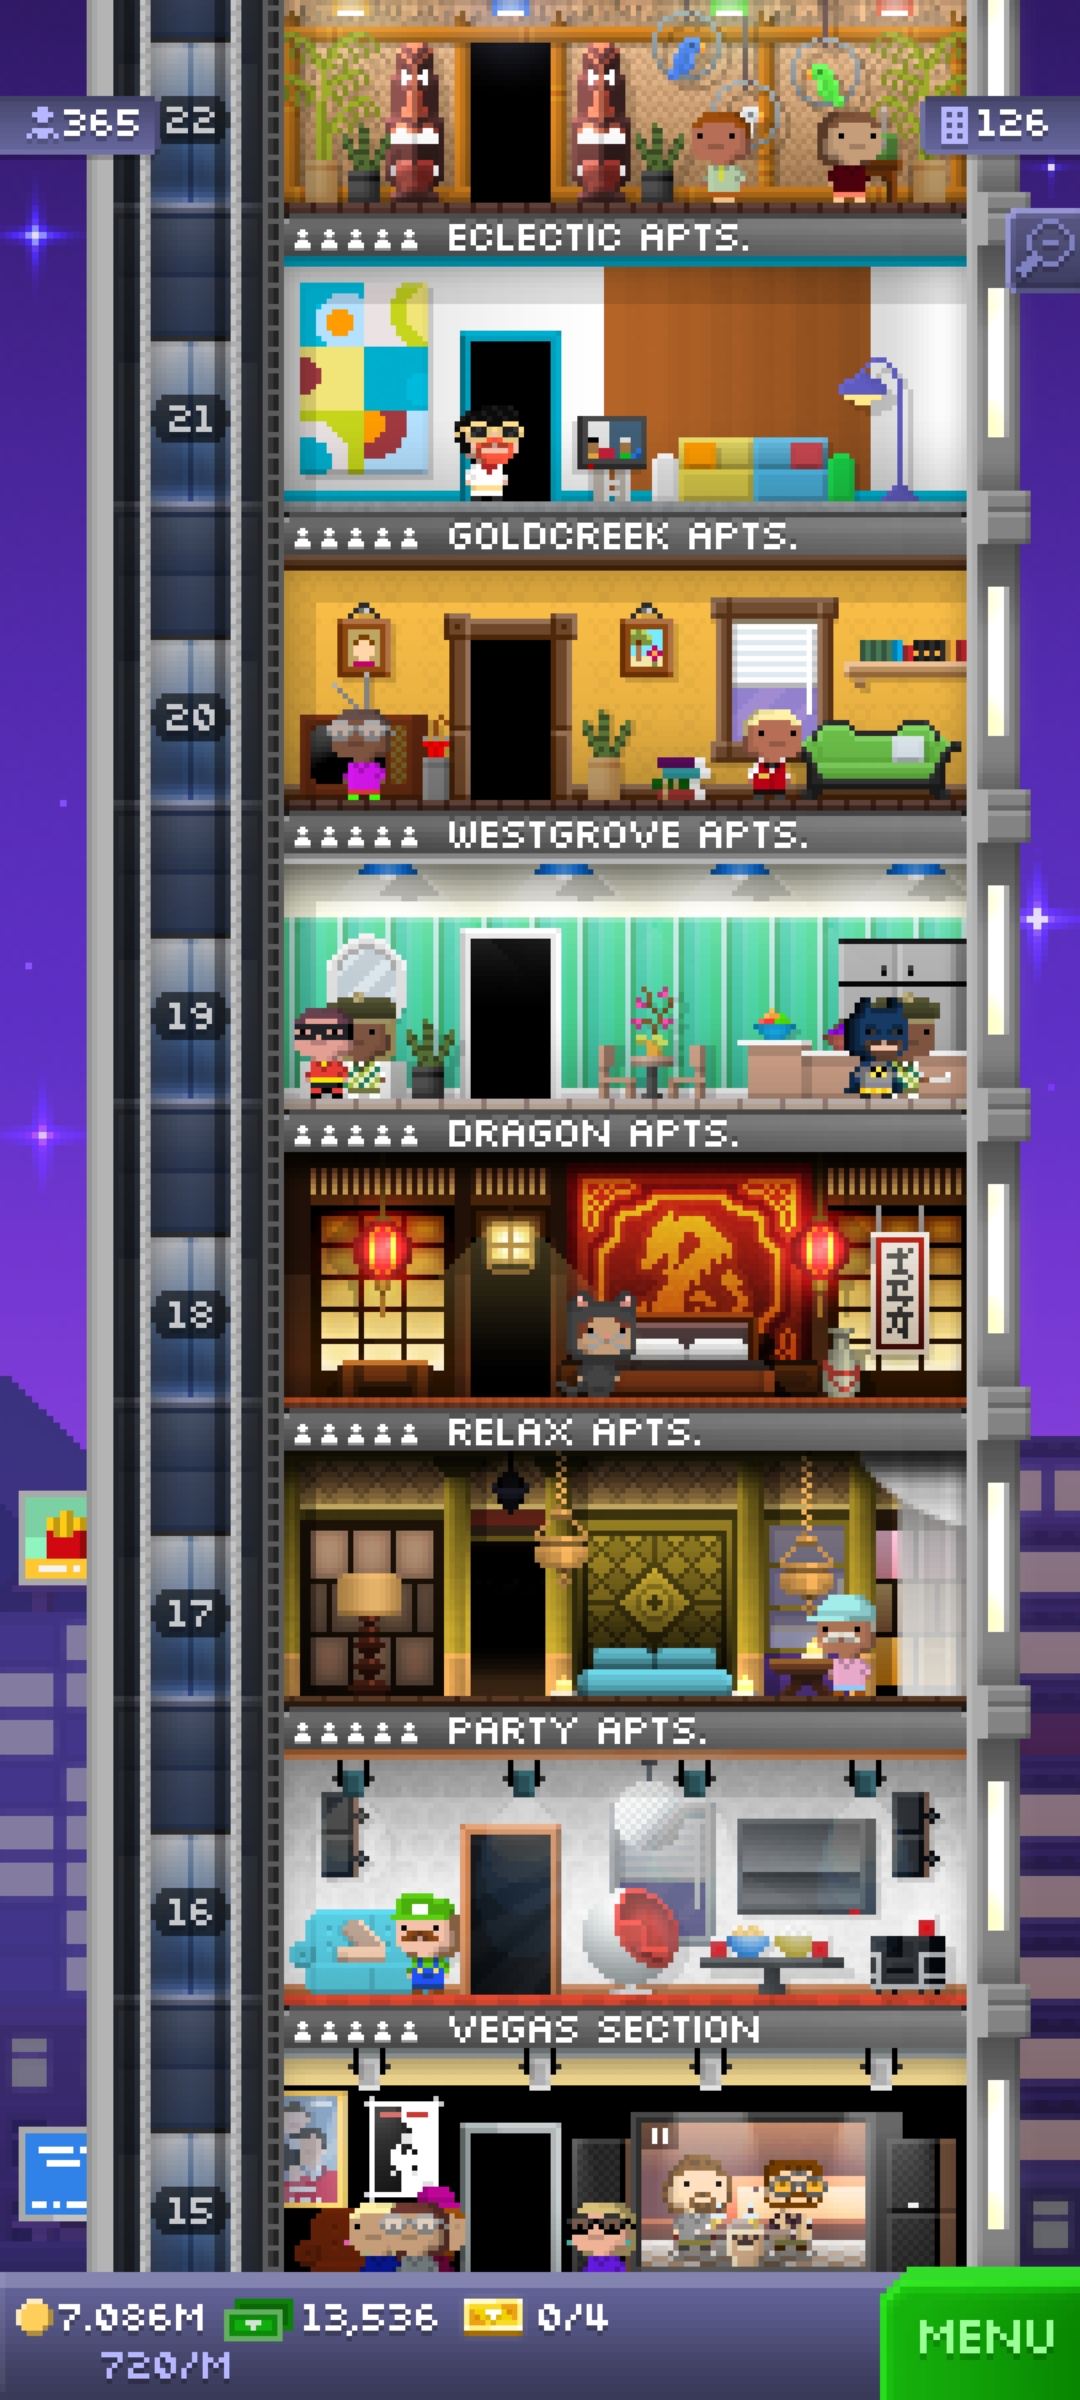 365
22
126
ECLECTIC APTS.
21
GOLDCREEK APTS.
20
WESTGROVE APTS.
19
DRAGON APTS.
18
RELAX APTS.
17
PARTY APTS.
16
VEGAS SECTION
15
7.086M
13,536
0/4
720/M
MENU